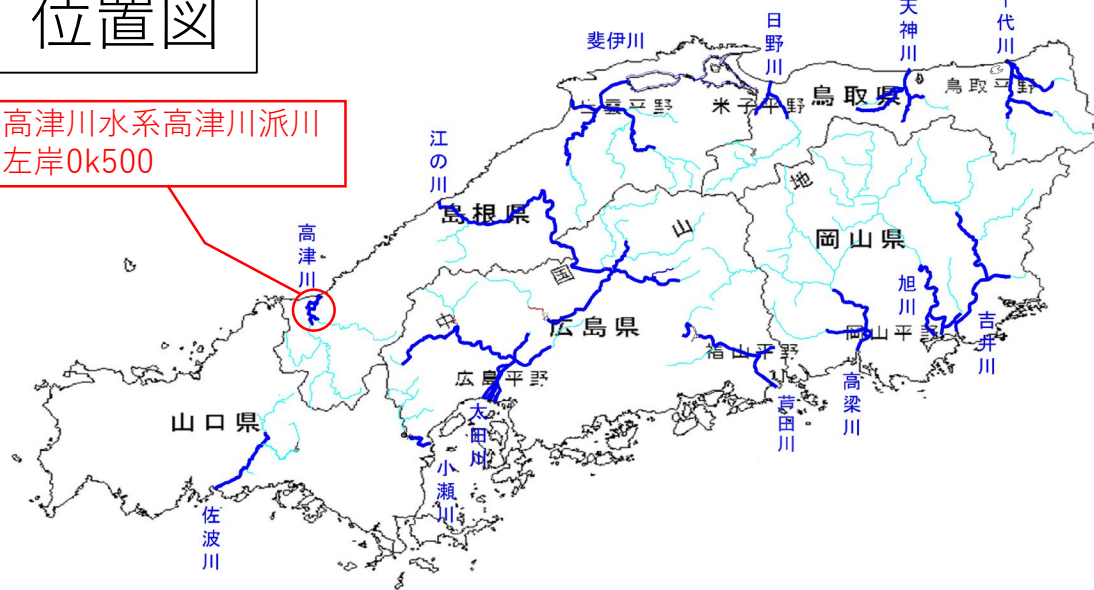 位置図
高津川水系高津川派川
左岸0k500
斐伊川
日野川
天神川
千代川
出雲平野
米子平野
鳥取県
鳥取平野
江の川
島根県
高津川
中国山地
岡山県
旭川
吉井川
岡山平野
高梁川
広島県
福山平野
芦田川
広島平野
太田川
小瀬川
山口県
佐波川